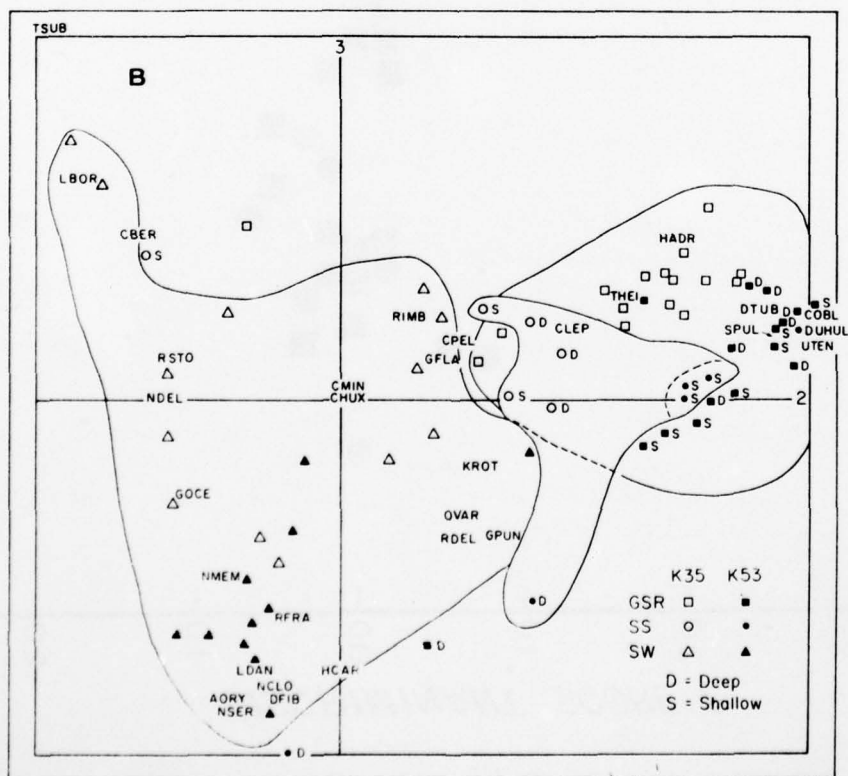 TSUB
3
B
LBOR
CBER
S
HADR
THEI
D
D
S
RIMB
S
D
CLEP
DTUB
D
COBL
CPEL
SPUL
D
S
DUHUL
RSTO
GFLA
D
D
S
UTEN
D
NDEL
CMIN
CHUX
S
D
S
S
S
D
S
2
S
S
S
KROT
GOCE
OVAR
RDEL
GPUN
NMEM
K35 K53
D
GSR
RFRA
SS
SW
D
LDAN
HCAR
NCLO
D = Deep
AORY
DFIB
S = Shallow
NSER
D